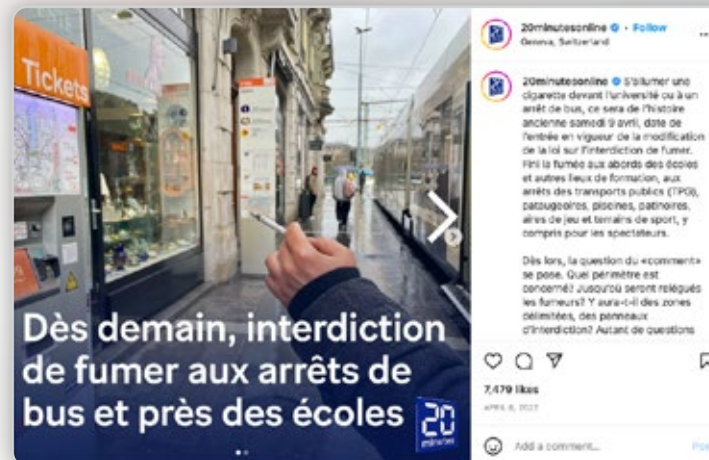 Tickets
Dès demain, interdiction
de fumer aux arrêts de
bus et près des écoles
20
minutes
20minutesonline • Follow
Geneva, Switzerland
20minutesonline S'allumer une
cigarette devant l'université ou à un
arrêt de bus, ce sera de l'histoire
ancienne samedi 9 avril, date de
l'entrée en vigueur de la modification
de la loi sur l'interdiction de fumer.
Fini la fumée aux abords des écoles
et autres lieux de formation, aux
arrêts des transports publics (TPG),
pataugeoires, piscines, patinoires,
aires de jeu et terrains de sport, y
compris pour les spectateurs.
Dès lors, la question du «comment»
se pose. Quel périmètre est
concerné? Jusqu'où seront relégués
les fumeurs? Y aura-t-il des zones
délimitées, des panneaux
d'interdiction? Autant de questions
7,479 likes
APRIL 8, 2022
Add a comment...